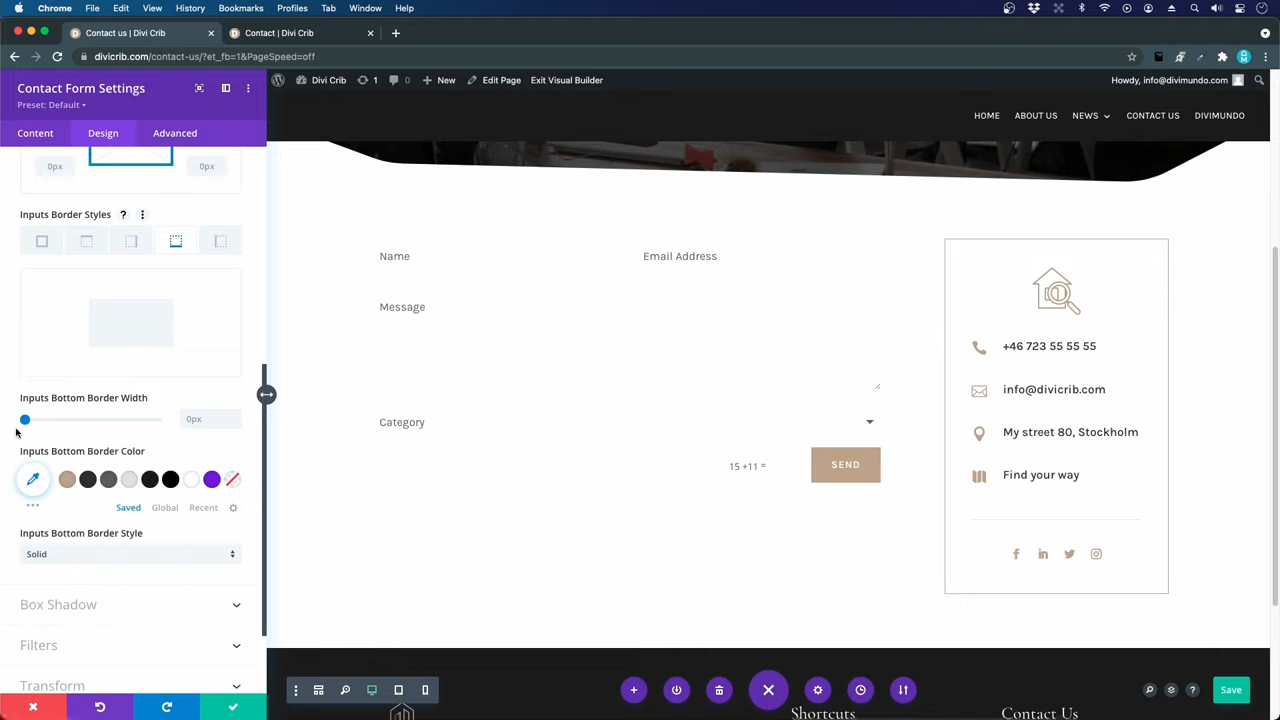 Chrome File Edit View History Bookmarks Profiles Tab Window Help
Contact us | Divi Crib
Contact | Divi Crib
divicrib.com/contact-us/?et_fb=1&PageSpeed=off
Divi Crib 1 0 New Edit Page Exit Visual Builder
Howdy, info@divimundo.com
Contact Form Settings
Preset: Default
Content Design Advanced
0px 0px
Inputs Border Styles
Inputs Bottom Border Width
0px
Inputs Bottom Border Color
Saved Global Recent
Inputs Bottom Border Style
Solid
Box Shadow
Filters
Transform
HOME ABOUT US NEWS CONTACT US DIVIMUNDO
Name Email Address
Message
Category
15 +11 =
SEND
+46 723 55 55 55
info@divicrib.com
My street 80, Stockholm
Find your way
Save
Shortcuts
Contact Us